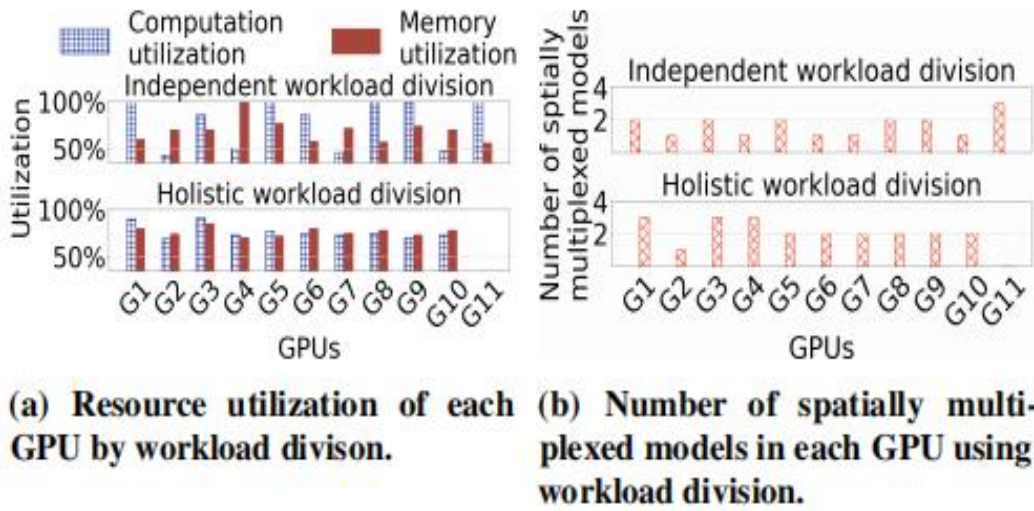 Computation utilization
Memory utilization
Independent workload division
100%
50%
Holistic workload division
100%
50%
Utilization
G1 G2 G3 G4 G5 G6 G7 G8 G9 G10 G11
GPUs
(a) Resource utilization of each
GPU by workload divison.
Independent workload division
4
2
Holistic workload division
4
2
Number of spatially
multiplexed models
G1 G2 G3 G4 G5 G6 G7 G8 G9 G10 G11
GPUs
(b) Number of spatially multi-
plexed models in each GPU using
workload division.